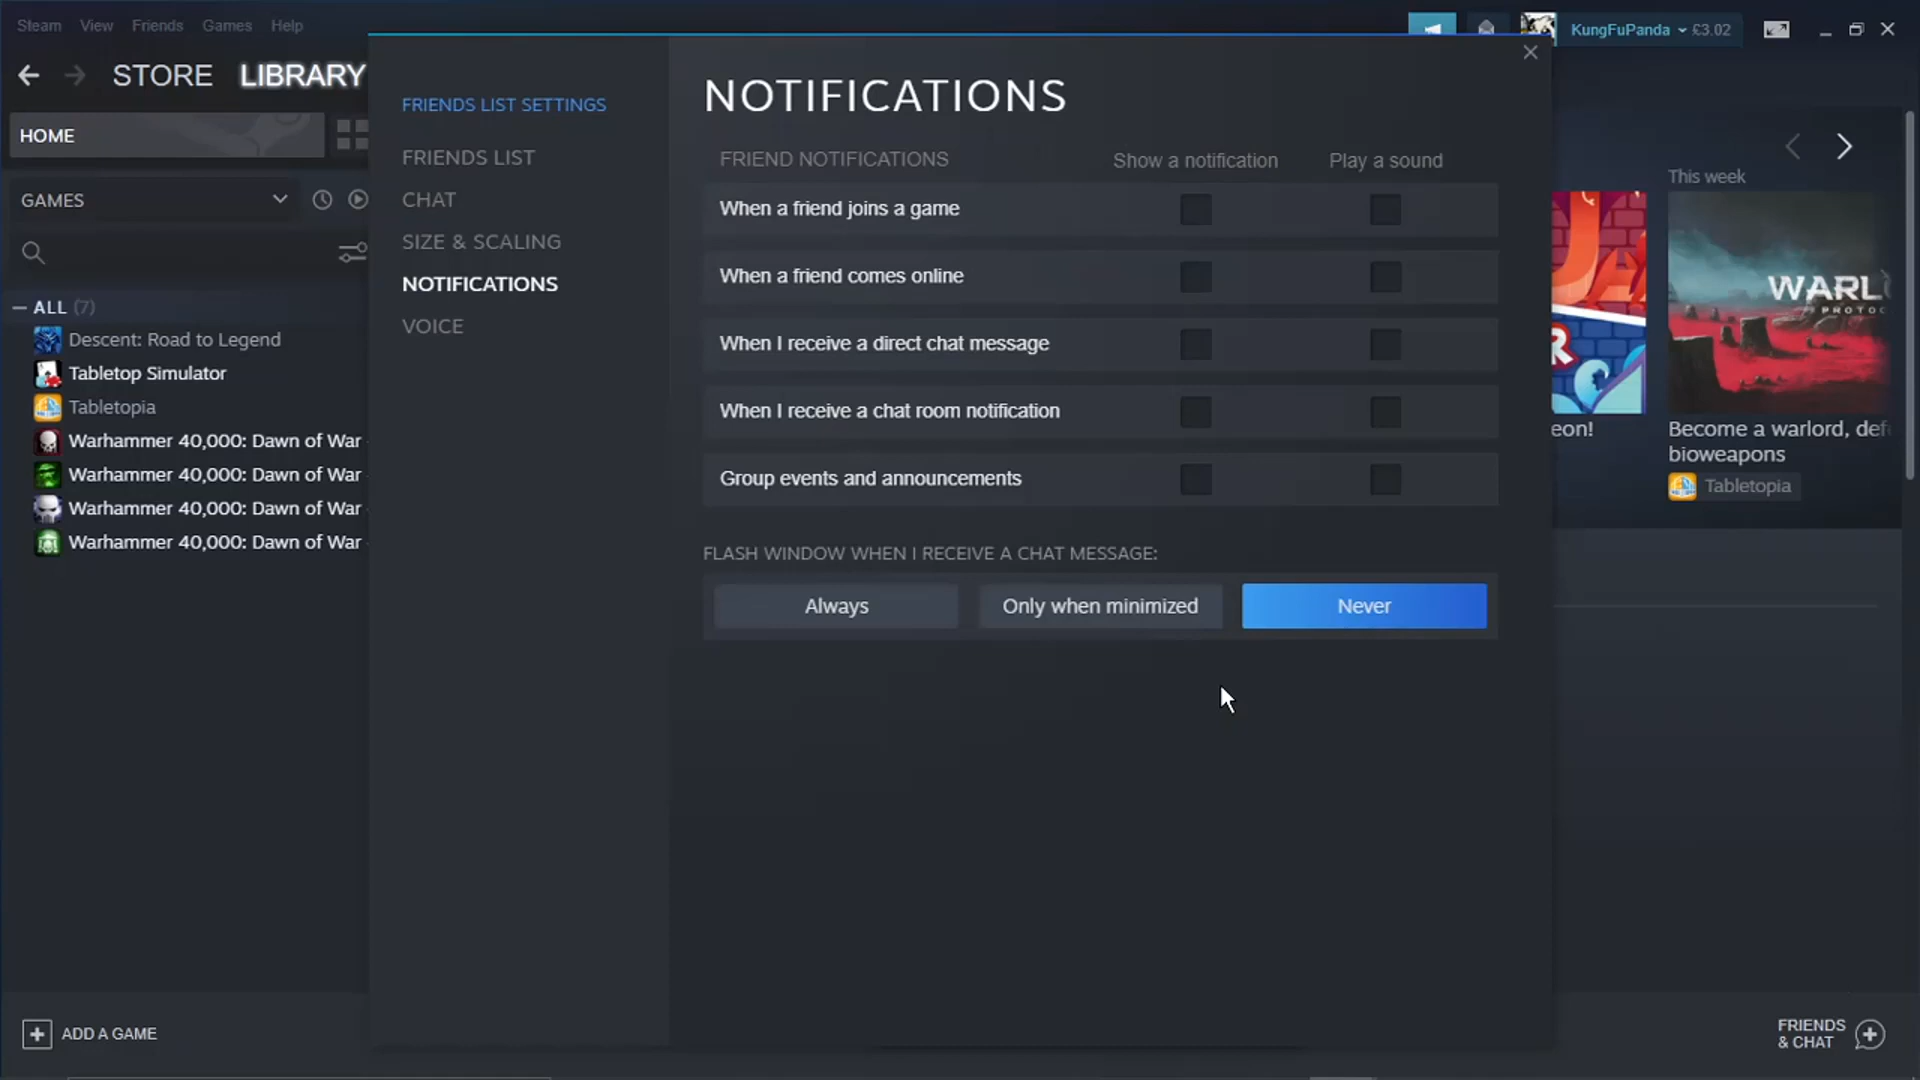 Steam View Friends Games Help
KungFuPanda £3.02
STORE LIBRARY
HOME
GAMES
ALL (7)
Descent: Road to Legend
Tabletop Simulator
Tabletopia
Warhammer 40,000: Dawn of War
Warhammer 40,000: Dawn of War
Warhammer 40,000: Dawn of War
Warhammer 40,000: Dawn of War
ADD A GAME
FRIENDS LIST SETTINGS
FRIENDS LIST
CHAT
SIZE & SCALING
NOTIFICATIONS
VOICE
NOTIFICATIONS
FRIEND NOTIFICATIONS Show a notification Play a sound
When a friend joins a game
When a friend comes online
When I receive a direct chat message
When I receive a chat room notification
Group events and announcements
FLASH WINDOW WHEN I RECEIVE A CHAT MESSAGE:
Always Only when minimized Never
This week
WARL
PROTOC
eon!
Become a warlord, def
bioweapons
Tabletopia
FRIENDS
& CHAT